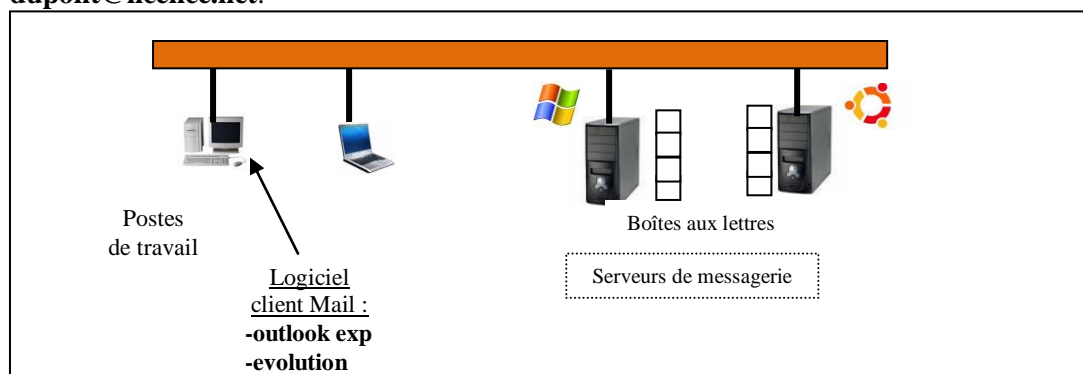 Postes
de travail
Logiciel
client Mail :
-outlook exp
-evolution
Boîtes aux lettres
Serveurs de messagerie